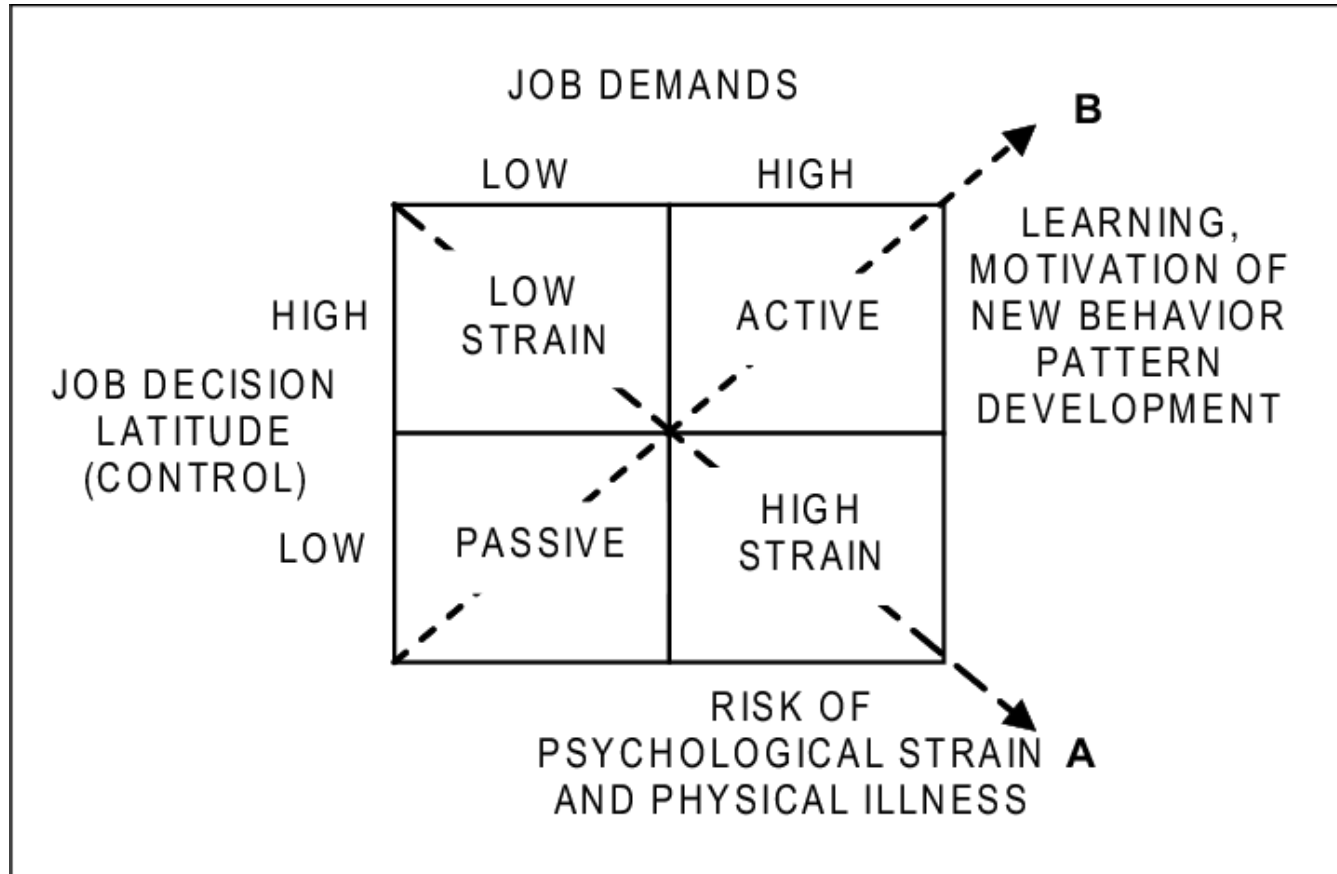 JOB DEMANDS
B
LOW
HIGH
LEARNING,
MOTIVATION OF
NEW BEHAVIOR
PATTERN
DEVELOPMENT
HIGH
LOW
STRAIN
ACTIVE
JOB DECISION
LATITUDE
(CONTROL)
LOW
PASSIVE
HIGH
STRAIN
RISK OF
PSYCHOLOGICAL STRAIN A
AND PHYSICAL ILLNESS